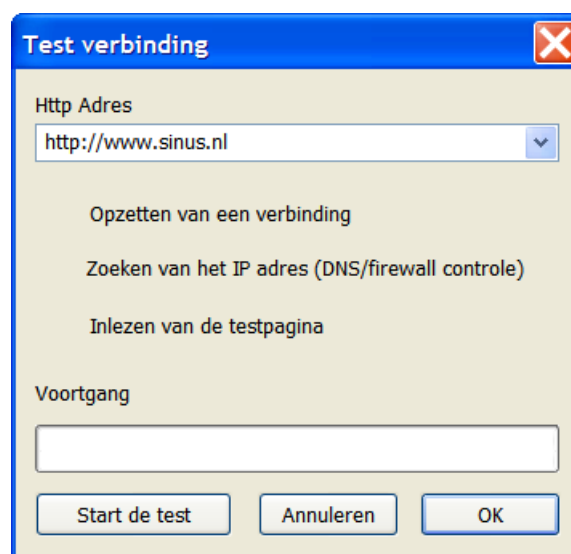 Test verbinding
Http Adres
http://www.sinus.nl
Opzetten van een verbinding
Zoeken van het IP adres (DNS/firewall controle)
Inlezen van de testpagina
Voortgang
Start de test Annuleren OK